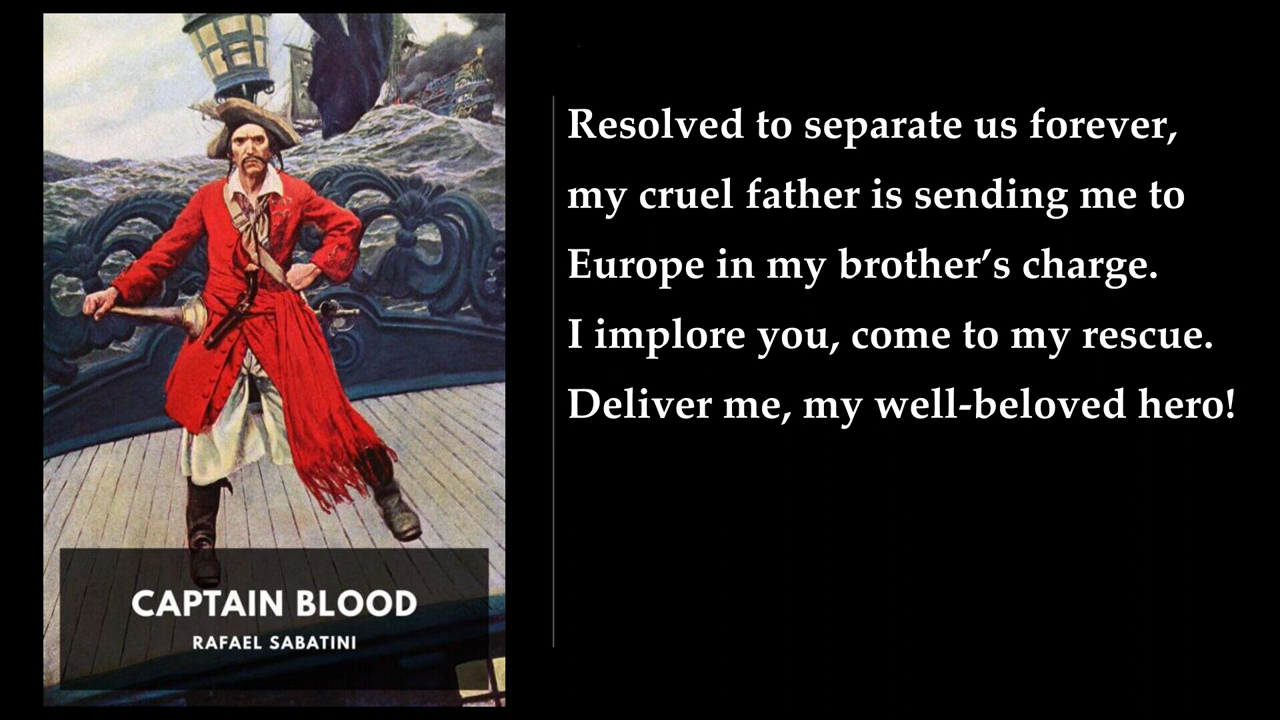 Resolved to separate us forever,
my cruel father is sending me to
Europe in my brother’s charge.
I implore you, come to my rescue.
Deliver me, my well-beloved hero!
CAPTAIN BLOOD
RAFAEL SABATINI